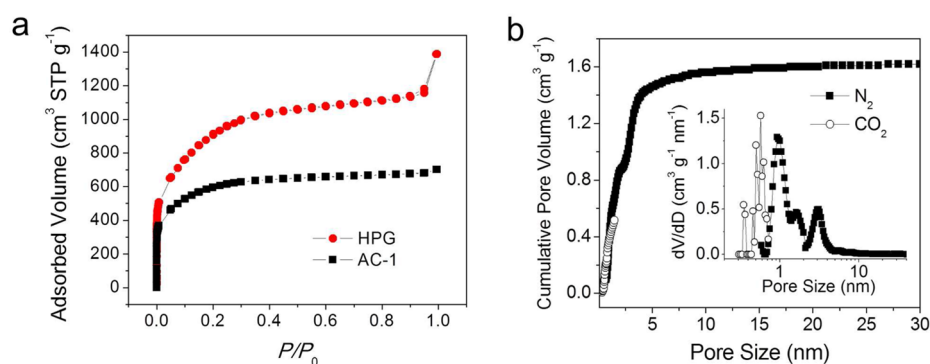 a
Adsorbed Volume (cm³ STP g⁻¹)
1400
1200
1000
800
600
400
200
0
HPG
AC-1
0.0 0.2 0.4 0.6 0.8 1.0
P/P₀
b
Cumulative Pore Volume (cm³ g⁻¹)
1.6
1.2
0.8
0.4
0.0
N₂
CO₂
dV/dD (cm³ g⁻¹ nm⁻¹)
1.5
1.0
0.5
0.0
1 10
Pore Size (nm)
5 10 15 20 25 30
Pore Size (nm)